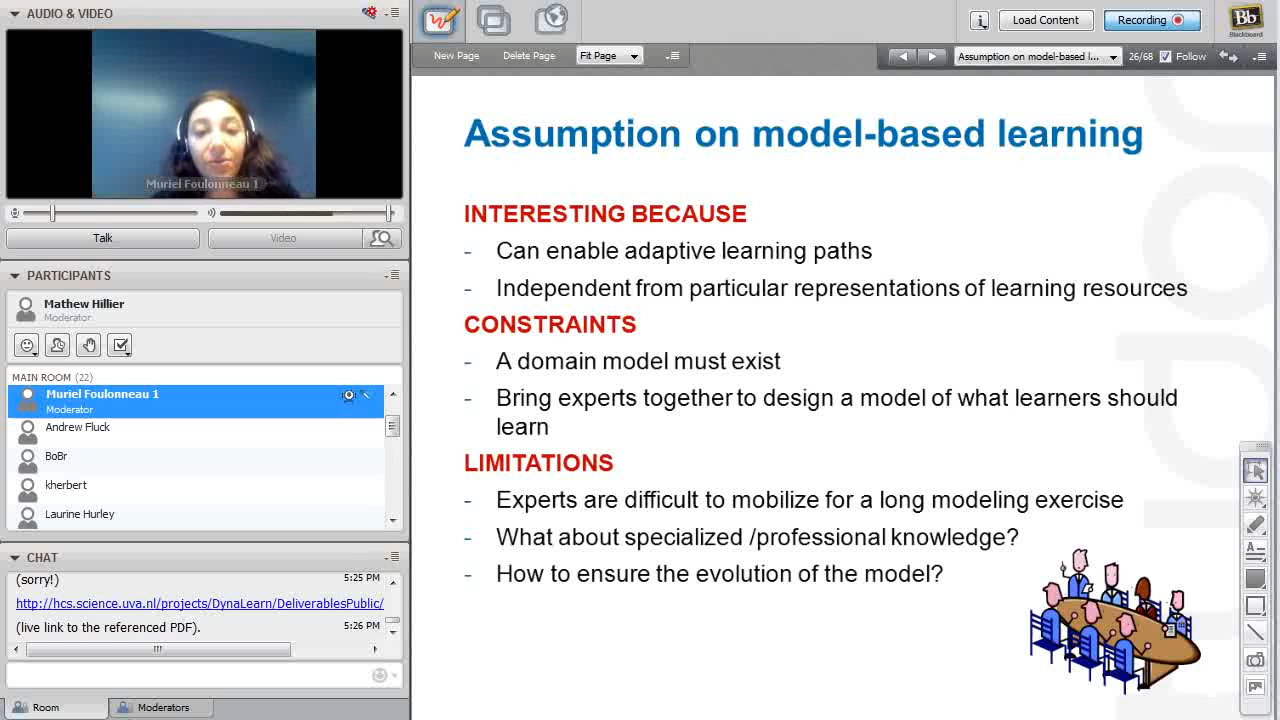 AUDIO & VIDEO
Muriel Foulonneau 1
Talk
Video
PARTICIPANTS
Mathew Hillier
Moderator
MAIN ROOM (22)
Muriel Foulonneau 1
Moderator
Andrew Fluck
BoBr
kherbert
Laurine Hurley
CHAT
(sorry!)
5:25 PM
http://hcs.science.uva.nl/projects/DynaLearn/DeliverablesPublic/
(live link to the referenced PDF).
5:26 PM
Room
Moderators
Load Content
Recording
Bb
Blackboard
New Page
Delete Page
Fit Page
Assumption on model-based l...
26/68
Follow
Assumption on model-based learning
INTERESTING BECAUSE
- Can enable adaptive learning paths
- Independent from particular representations of learning resources
CONSTRAINTS
- A domain model must exist
- Bring experts together to design a model of what learners should
learn
LIMITATIONS
- Experts are difficult to mobilize for a long modeling exercise
- What about specialized /professional knowledge?
- How to ensure the evolution of the model?